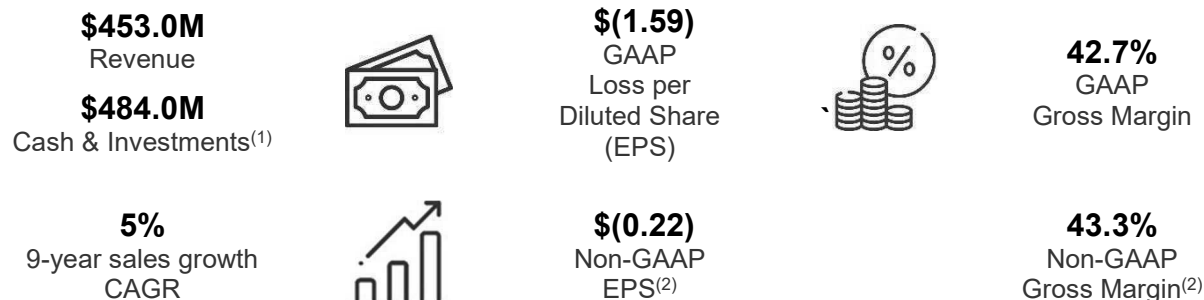 $453.0M
Revenue
$484.0M
Cash & Investments(1)
$(1.59)
GAAP
Loss per
Diluted Share
(EPS)
%
42.7%
GAAP
Gross Margin
5%
9-year sales growth
CAGR
$(0.22)
Non-GAAP
EPS(2)
43.3%
Non-GAAP
Gross Margin(2)